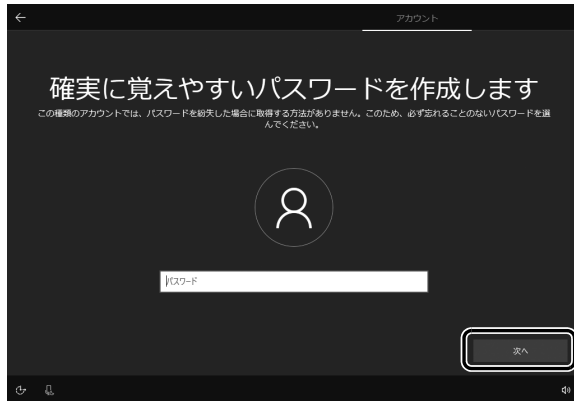 アカウント
確実に覚えやすいパスワードを作成します
この種類のアカウントでは、パスワードを紛失した場合に取得する方法がありません。このため、必ず忘れることのないパスワードを選
んでください。
パスワード
次へ